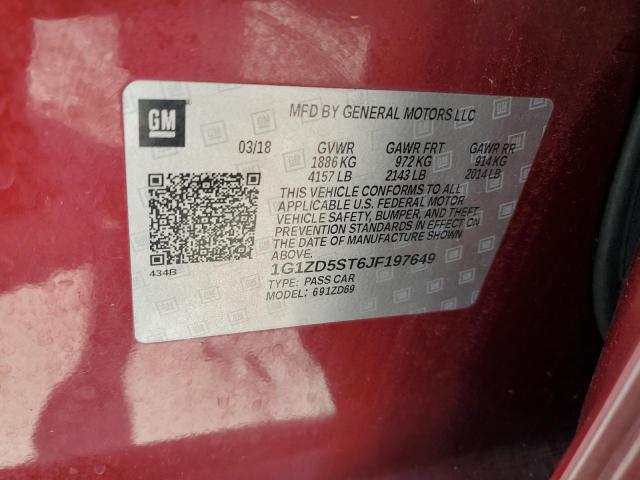 GM
MFD BY GENERAL MOTORS LLC
03/18 GVWR GAWR FRT GAWR RR
1886 KG 972 KG 914 KG
4157 LB 2143 LB 2014 LB
THIS VEHICLE CONFORMS TO ALL
APPLICABLE U.S. FEDERAL MOTOR
VEHICLE SAFETY, BUMPER, AND THEFT
PREVENTION STANDARDS IN EFFECT ON
THE DATE OF MANUFACTURE SHOWN
ABOVE.
434B
1G1ZD5ST6JF197649
TYPE: PASS CAR
MODEL: 691ZD69